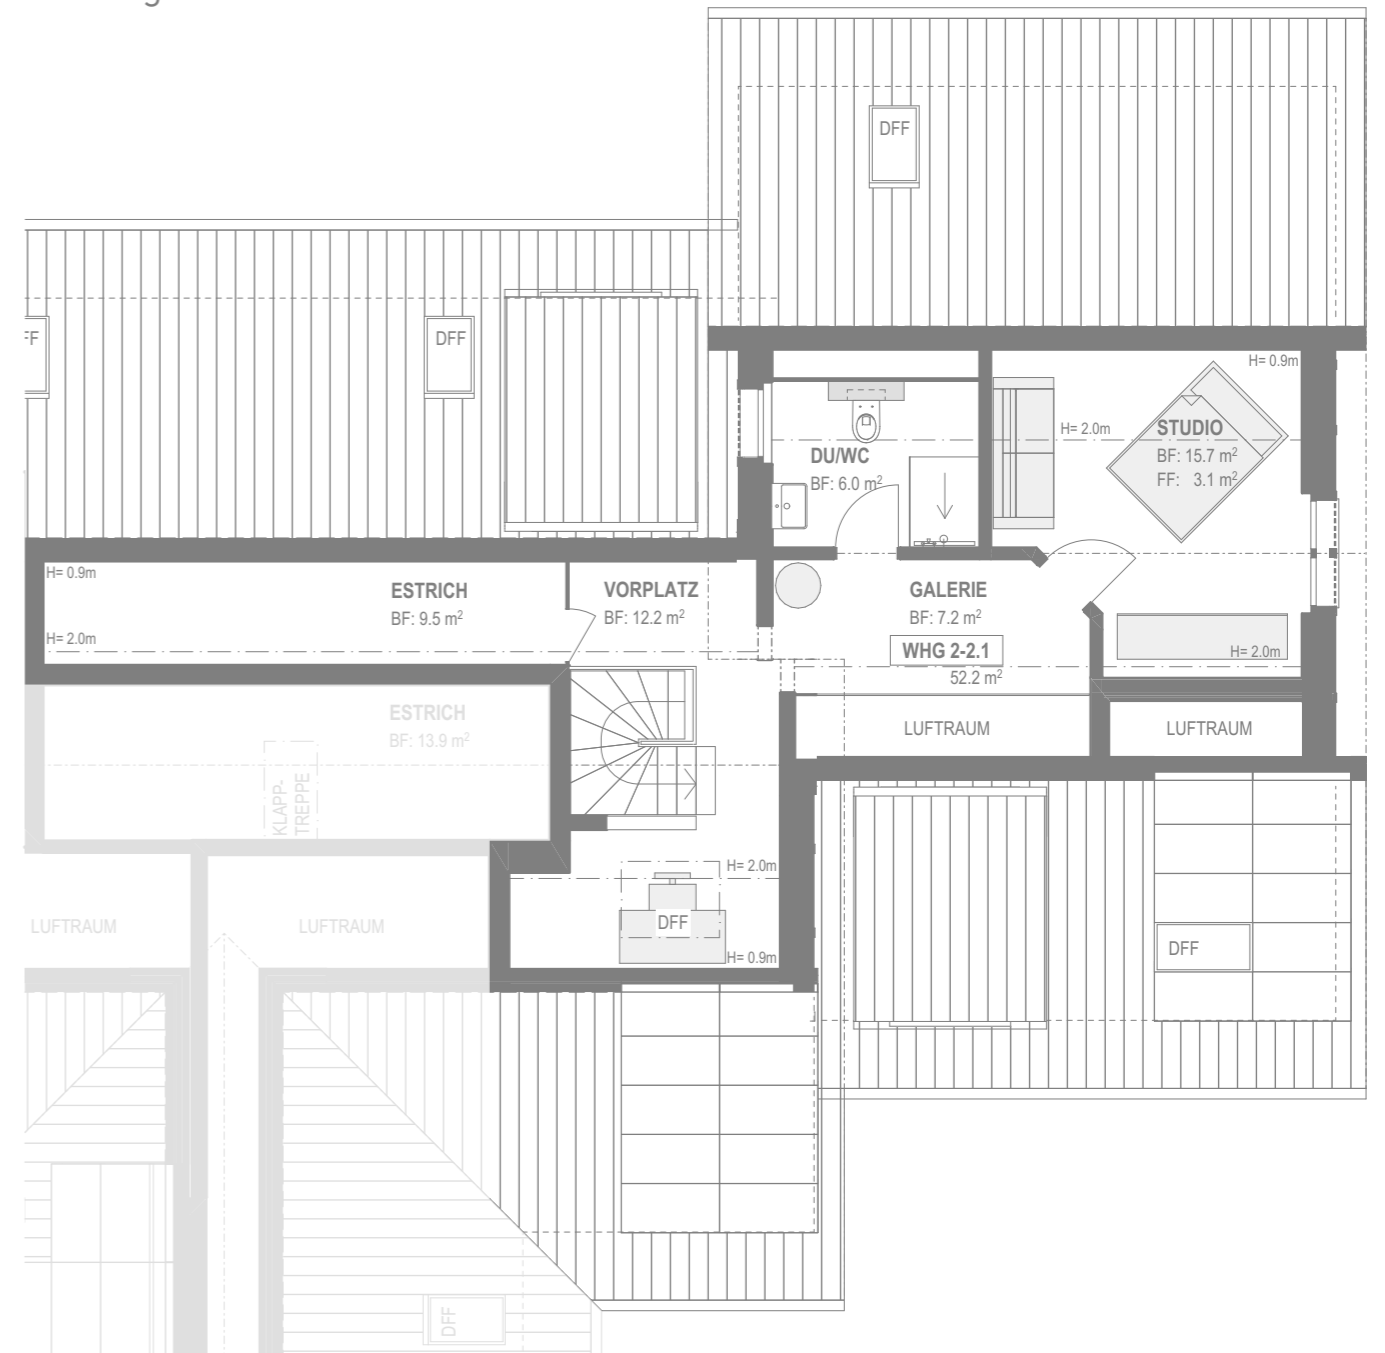 g
DFF
FF
DFF
H= 0.9m
H= 2.0m
STUDIO
BF: 15.7 m²
FF: 3.1 m²
DU/WC
BF: 6.0 m²
H= 0.9m
ESTRICH
BF: 9.5 m²
VORPLATZ
BF: 12.2 m²
GALERIE
BF: 7.2 m²
H= 2.0m
WHG 2-2.1
52.2 m²
H= 2.0m
ESTRICH
BF: 13.9 m²
LUFTRAUM
LUFTRAUM
KLAPP-
TREPPE
H= 2.0m
LUFTRAUM
LUFTRAUM
DFF
H= 0.9m
DFF
DFF